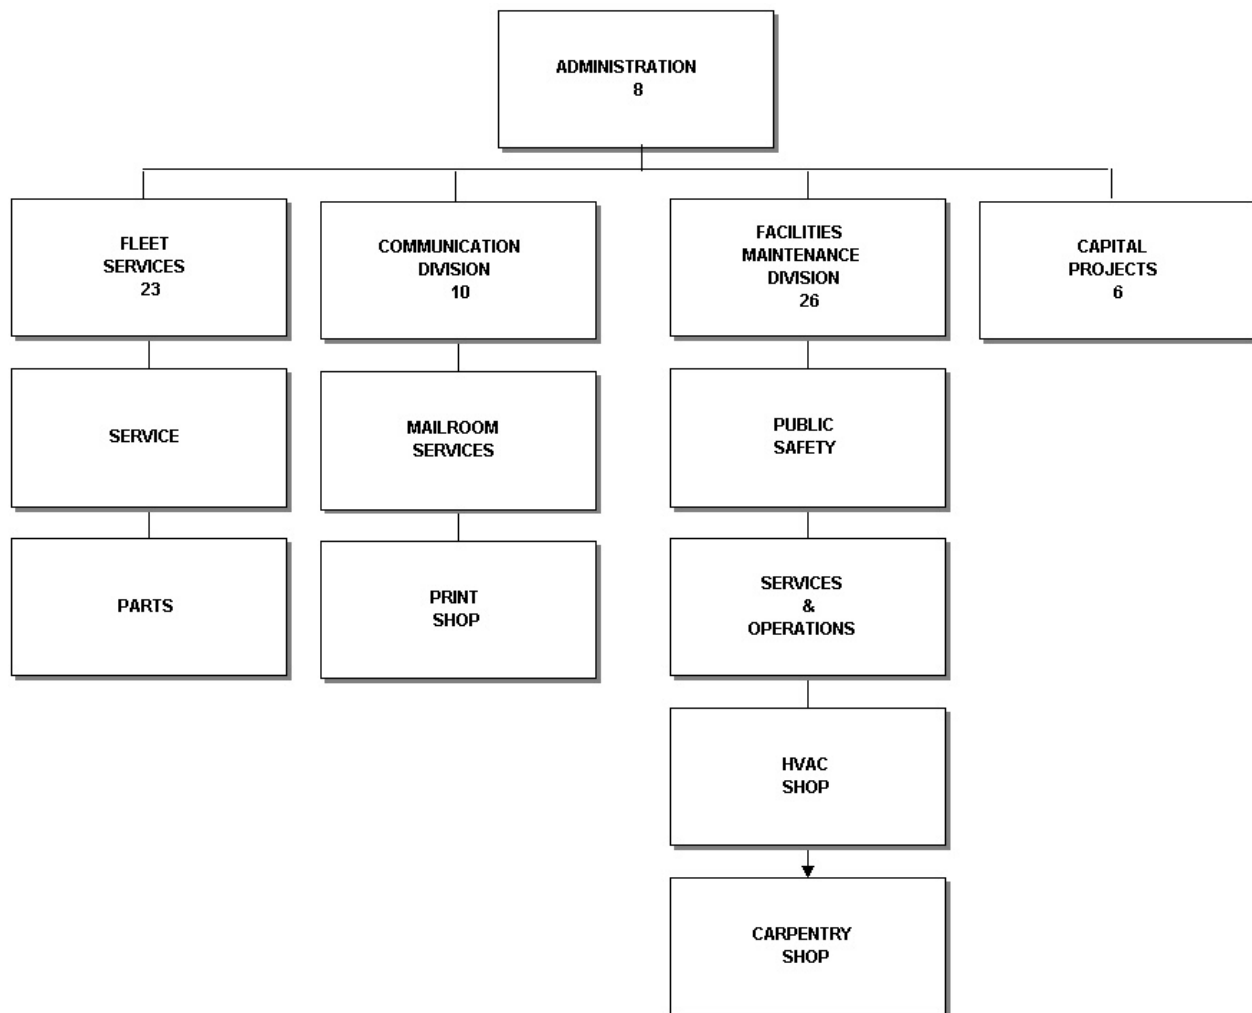 ADMINISTRATION
8
FLEET
SERVICES
23
COMMUNICATION
DIVISION
10
FACILITIES
MAINTENANCE
DIVISION
26
CAPITAL
PROJECTS
6
SERVICE
MAILROOM
SERVICES
PUBLIC
SAFETY
PARTS
PRINT
SHOP
SERVICES
&
OPERATIONS
HVAC
SHOP
CARPENTRY
SHOP